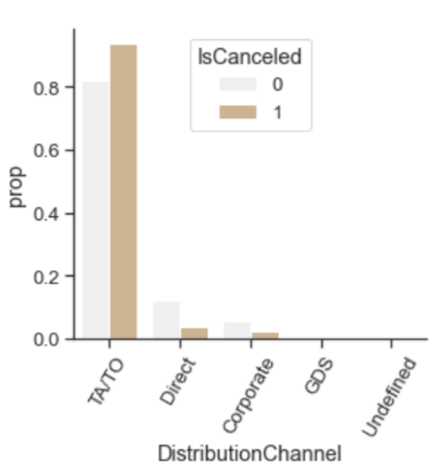 IsCanceled
0
1
prop
0.8
0.6
0.4
0.2
0.0
TA/TO
Direct
Corporate
GDS
Undefined
DistributionChannel